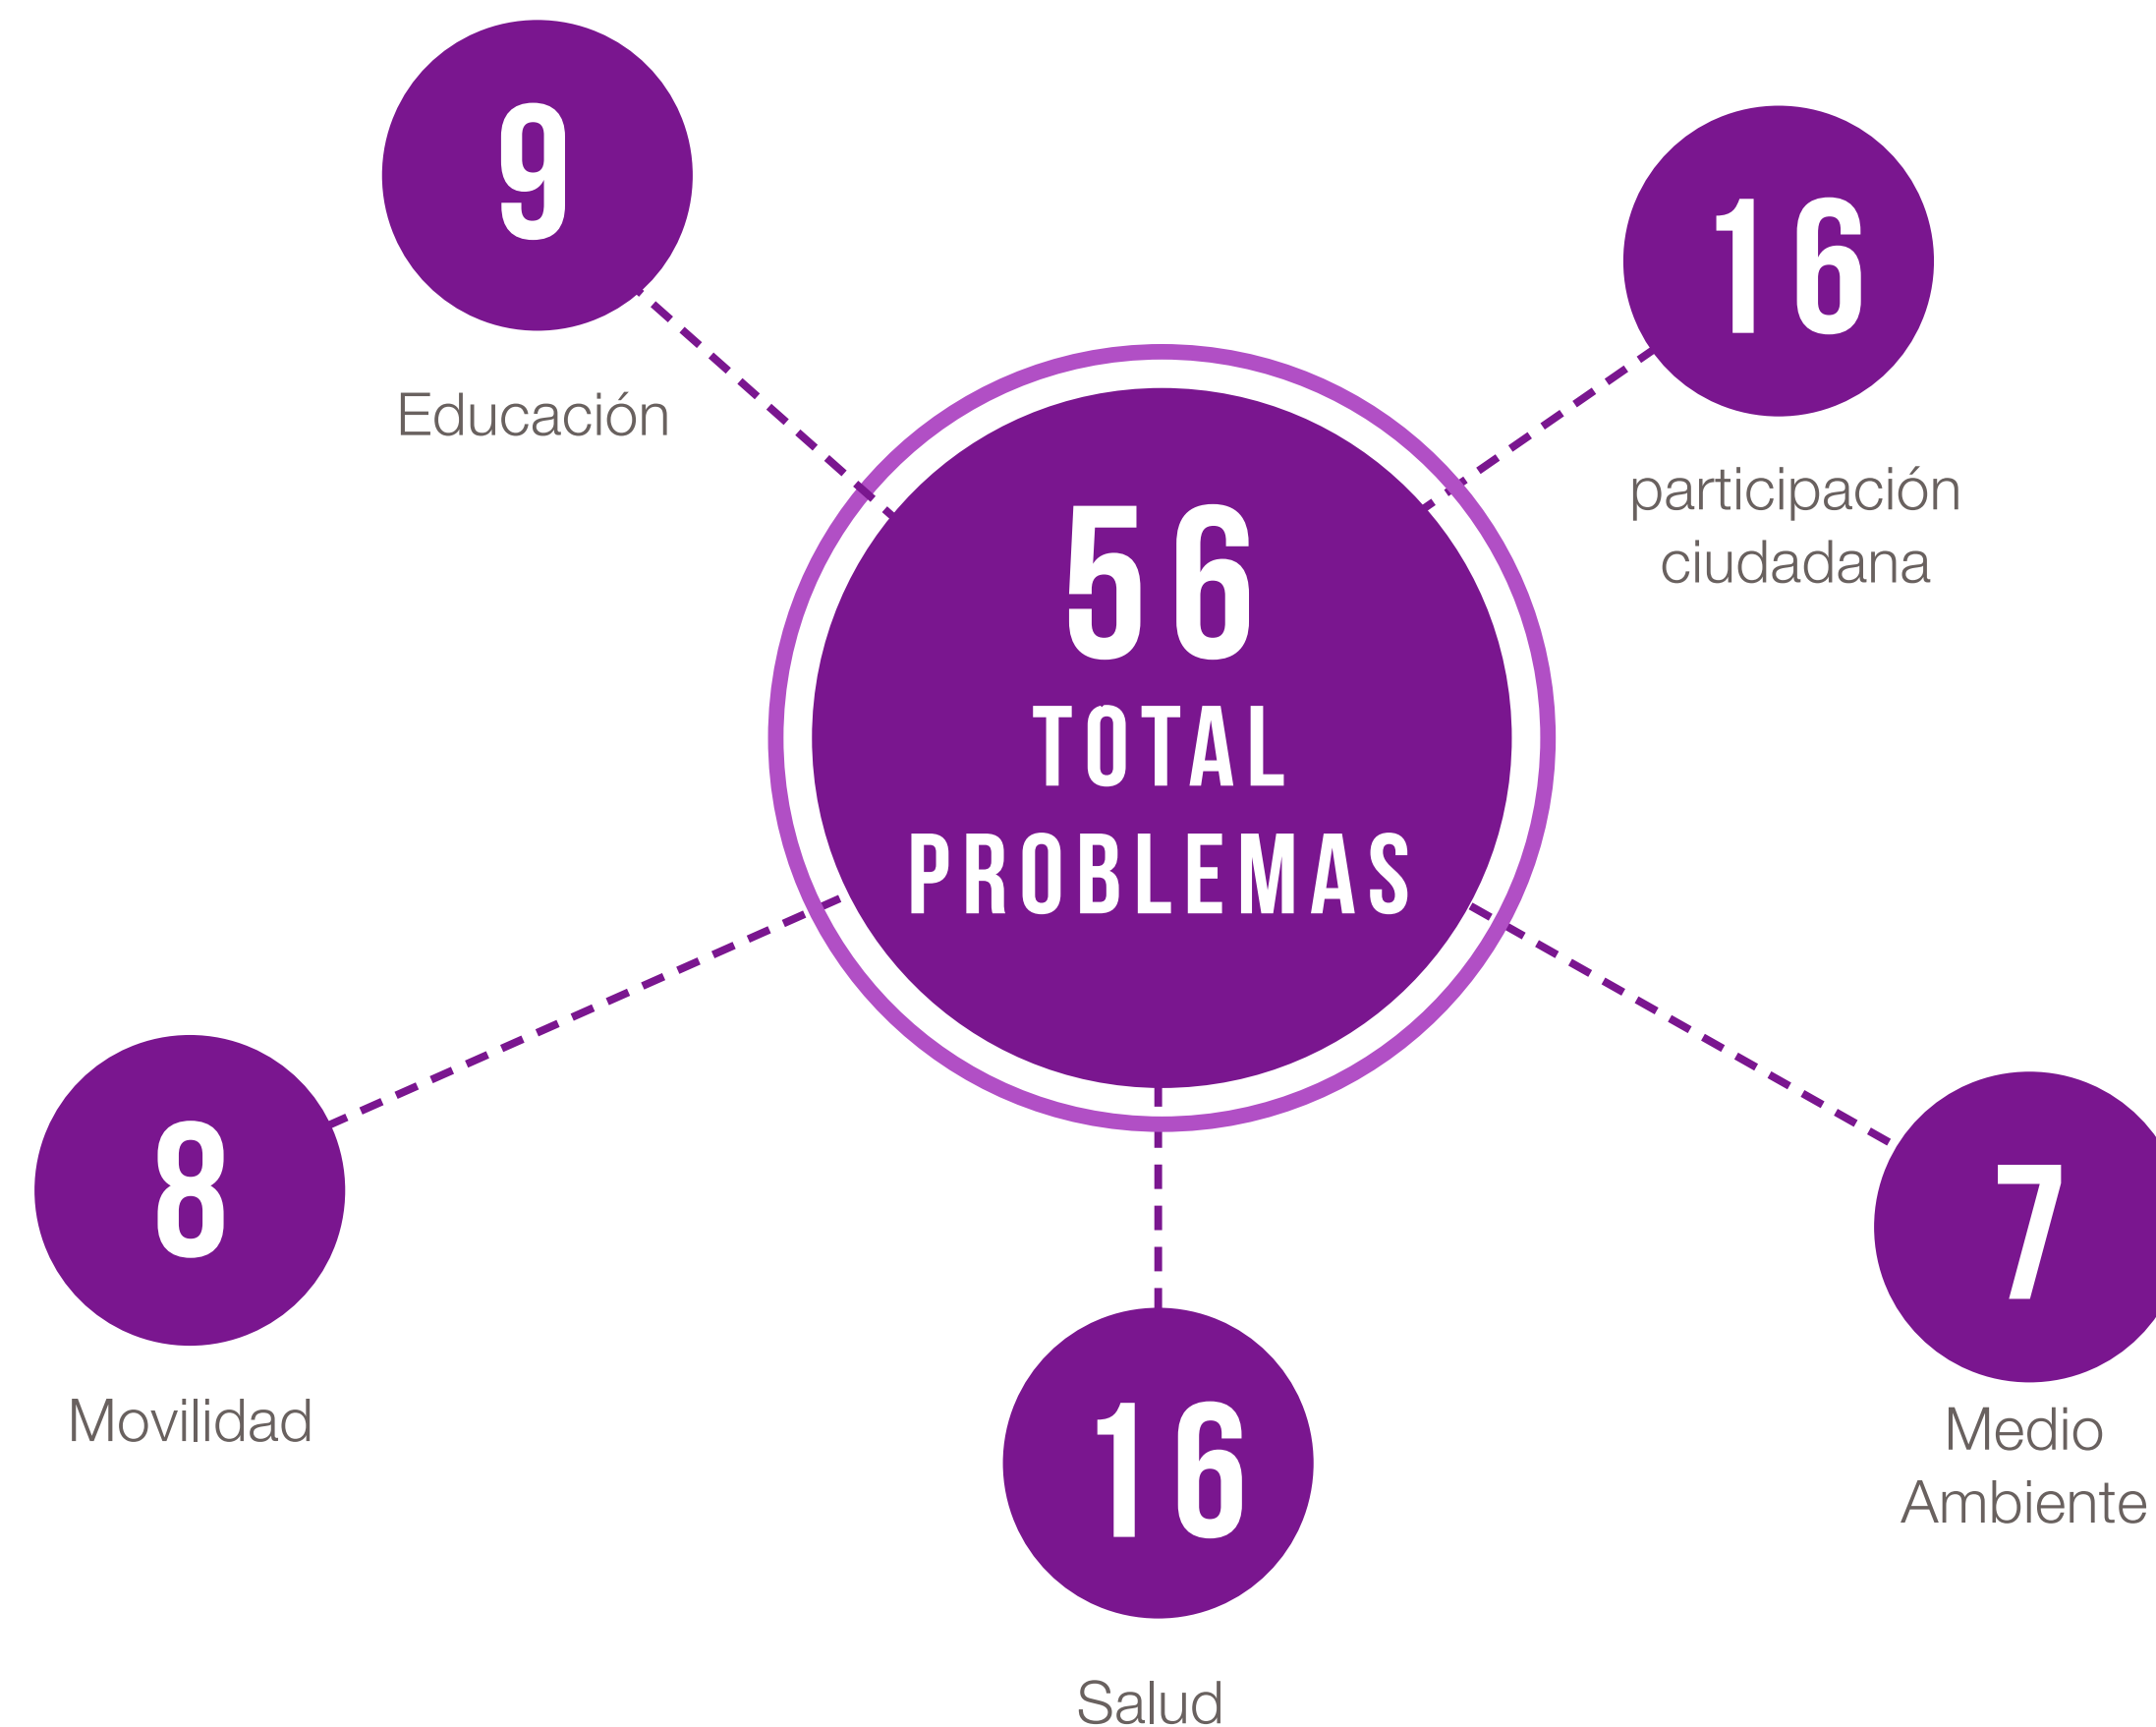 9
Educación
16
participación
ciudadana
56
TOTAL
PROBLEMAS
8
Movilidad
7
Medio
Ambiente
16
Salud